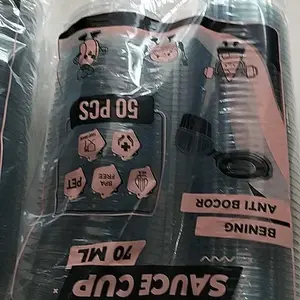 SAUCE CUP
70 ML
BENING
ANTI BOCOR
BPA
FREE
PET
50 PCS